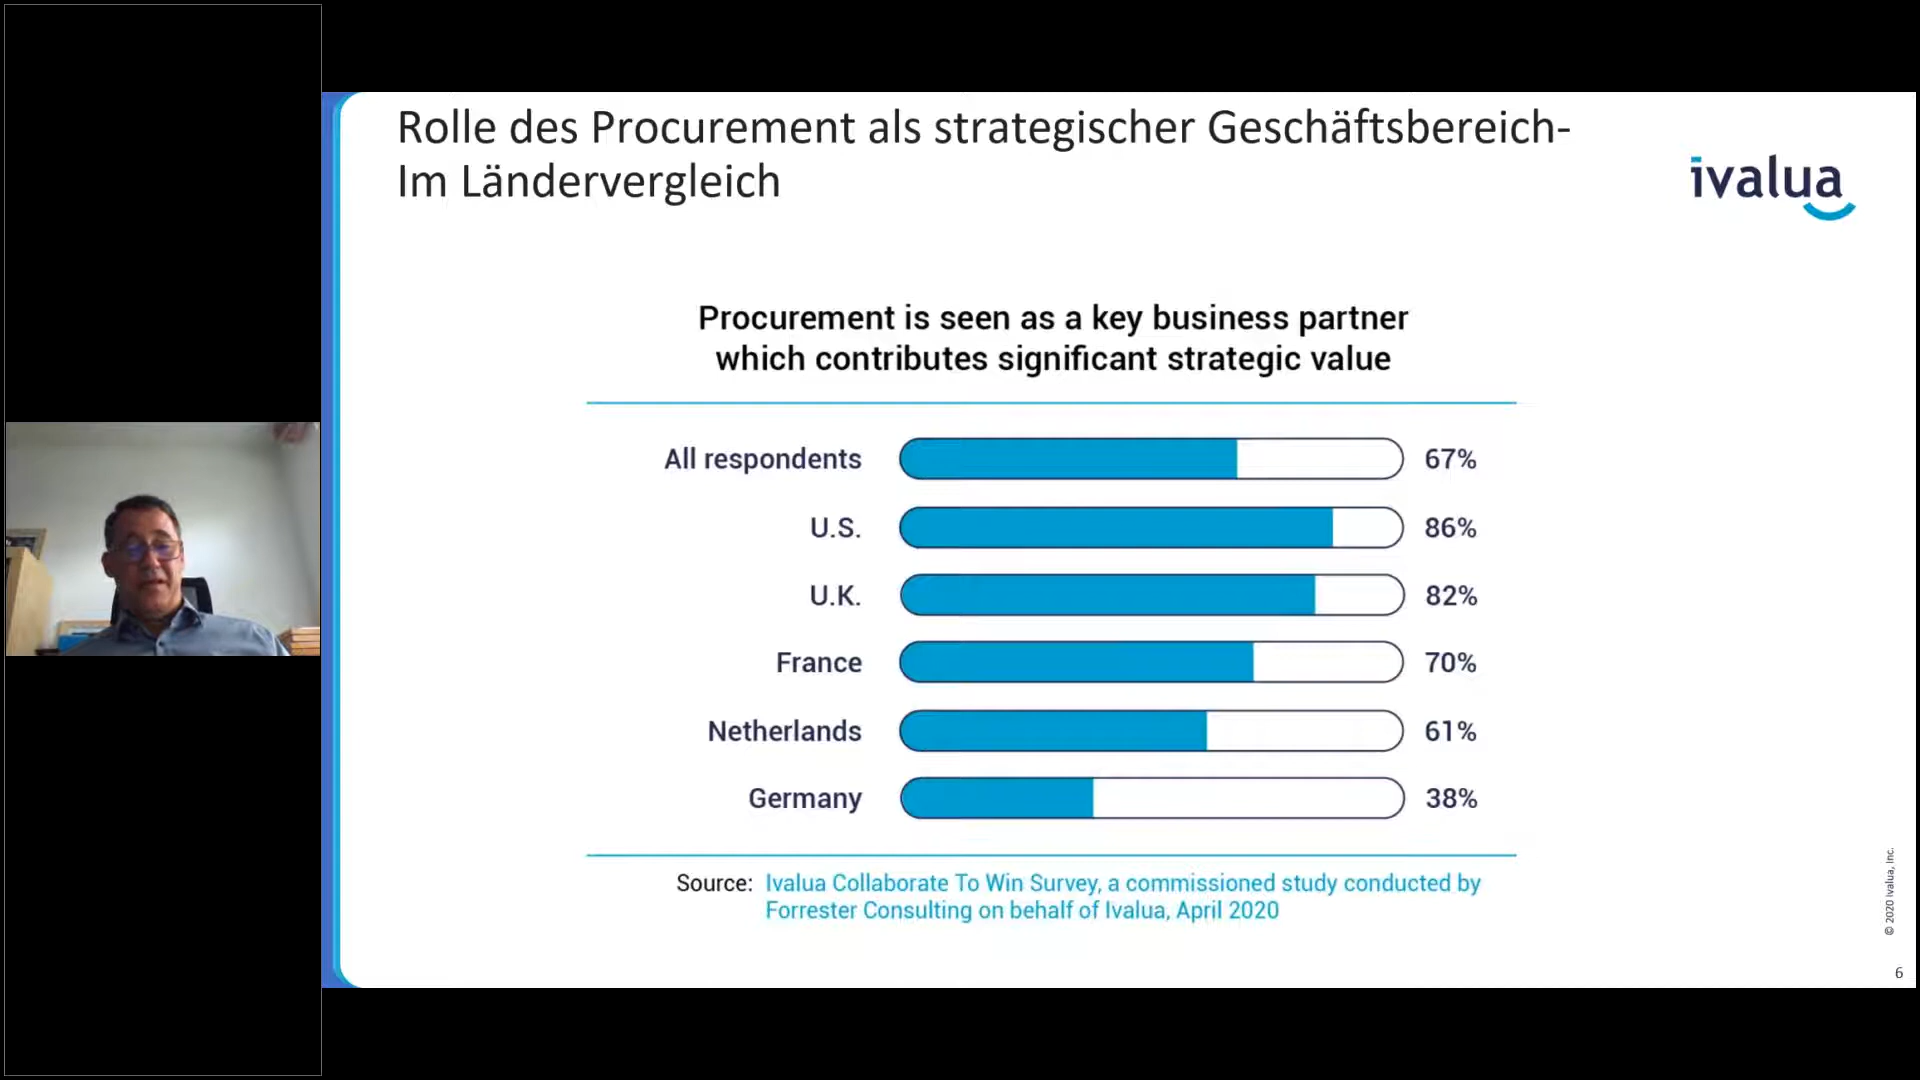 Rolle des Procurement als strategischer Geschäftsbereich-
Im Ländervergleich
ivalua
Procurement is seen as a key business partner
which contributes significant strategic value
All respondents 67%
U.S. 86%
U.K. 82%
France 70%
Netherlands 61%
Germany 38%
Source: Ivalua Collaborate To Win Survey, a commissioned study conducted by
Forrester Consulting on behalf of Ivalua, April 2020
© 2020 Ivalua, Inc.
6